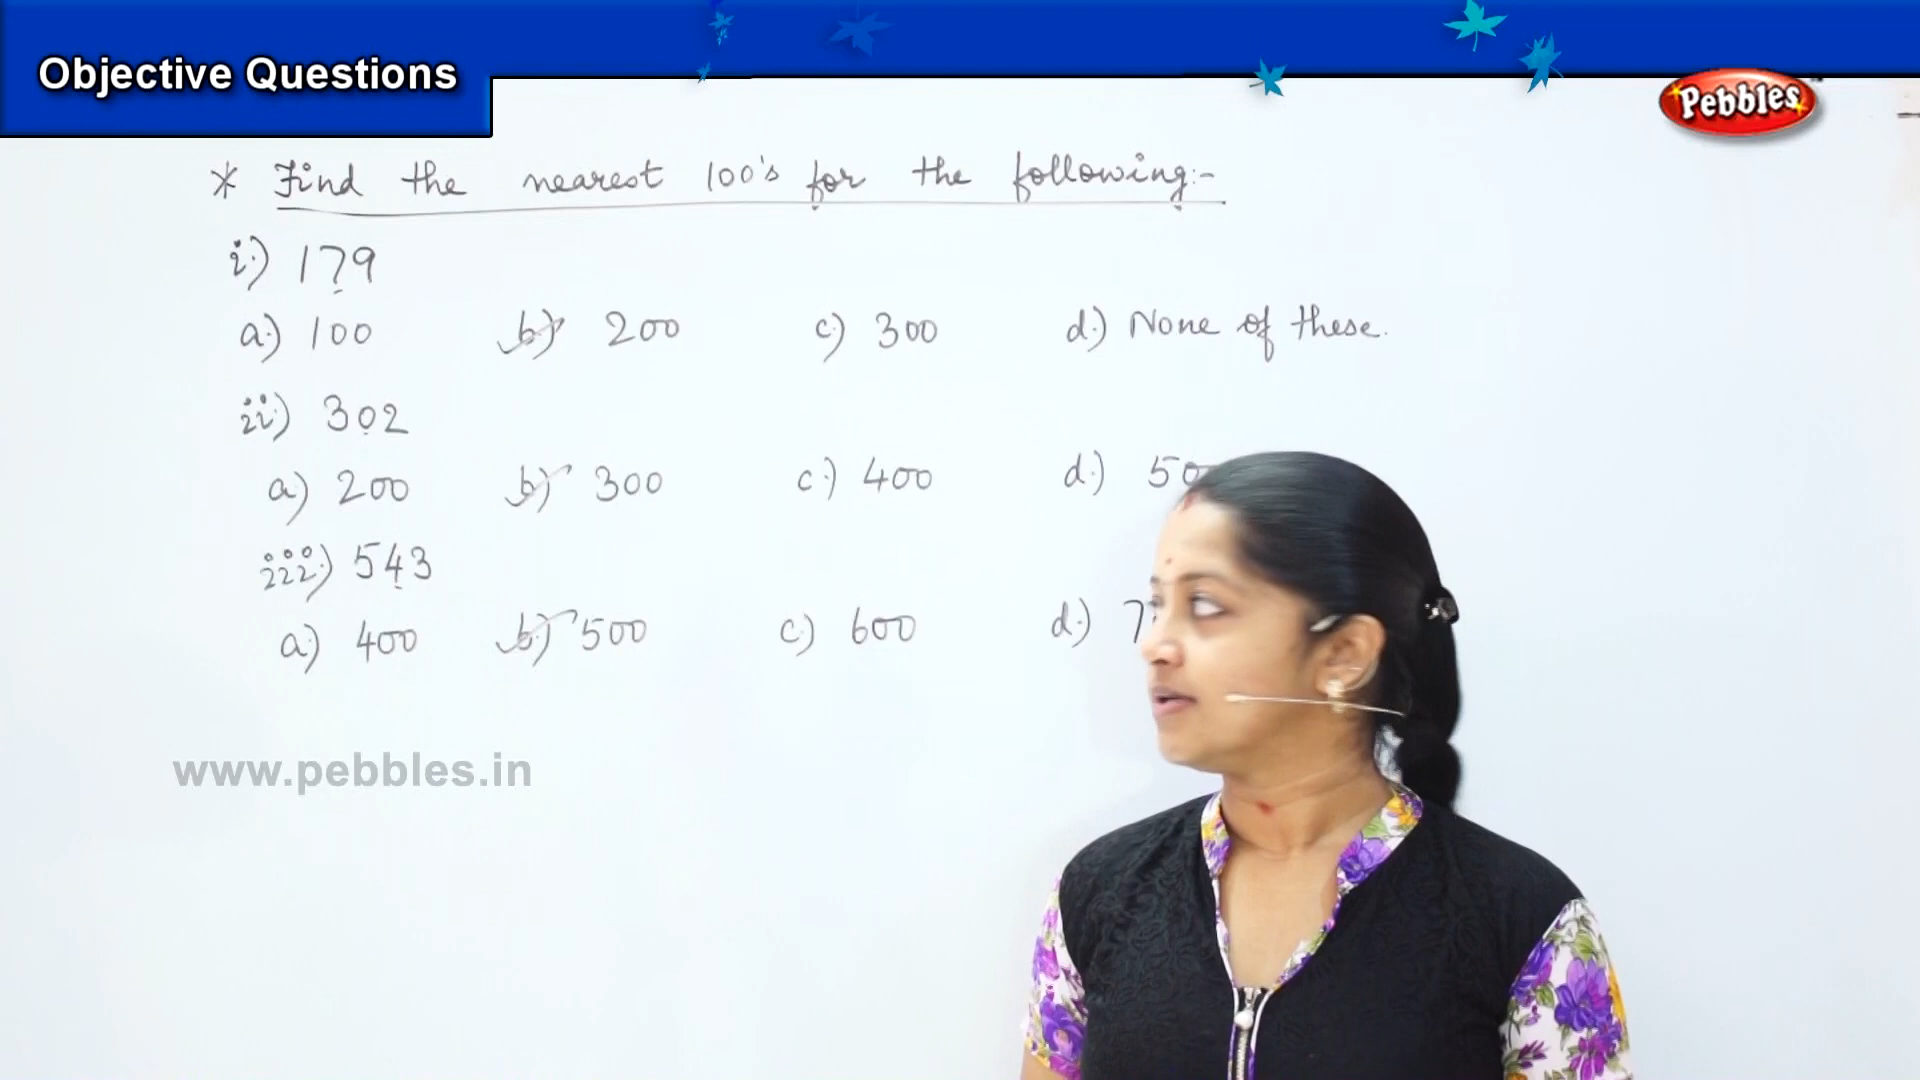 Objective Questions
Pebbles
* Find the nearest 100's for the following:-
i) 179
a) 100 b) 200 c) 300 d) None of these.
ii) 302
a) 200 b) 300 c) 400 d)
iii) 543
a) 400 b) 500 c) 600 d)
www.pebbles.in